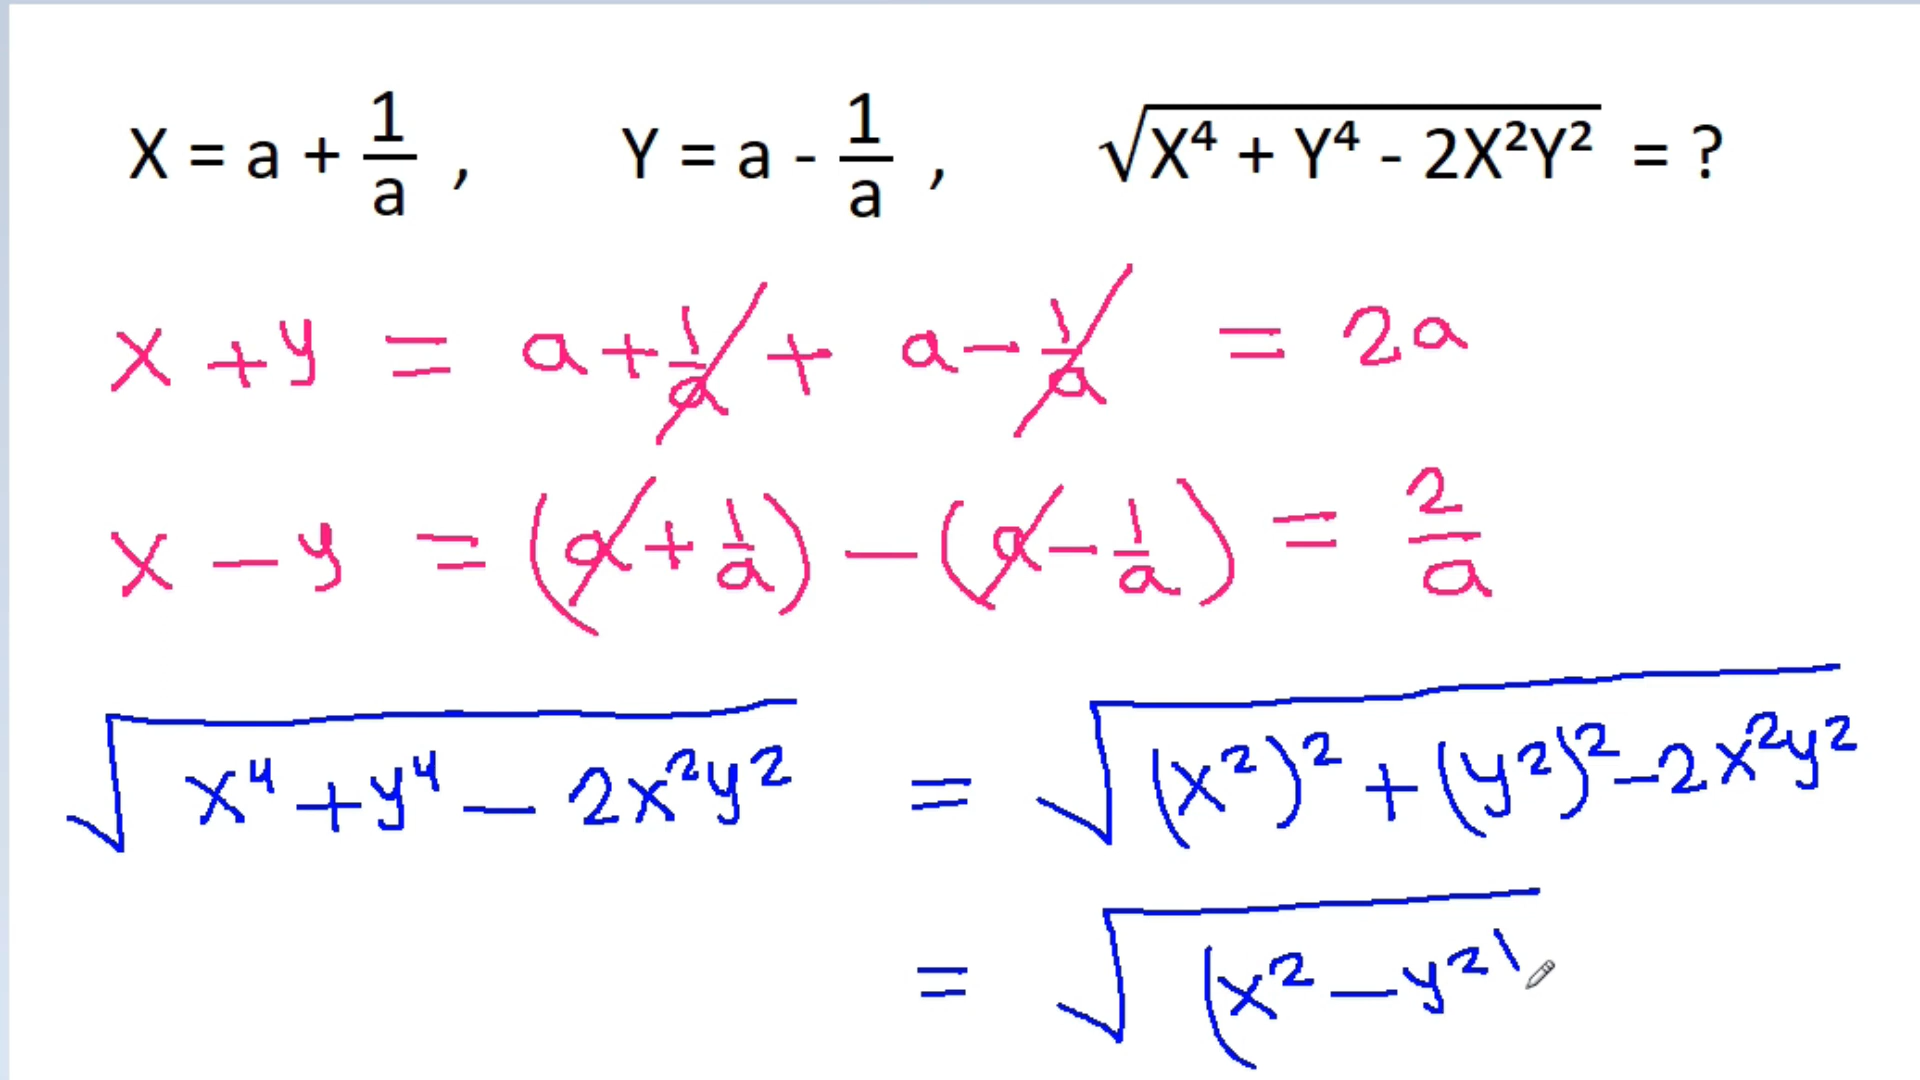 X = a + 1/a , Y = a - 1/a , √(X⁴ + Y⁴ - 2X²Y²) = ?
x + y = a + 1/a + a - 1/a = 2a
x - y = (a + 1/a) - (a - 1/a) = 2/a
√(x⁴ + y⁴ - 2x²y²) = √((x²)² + (y²)² - 2x²y²)
= √(x² - y²)